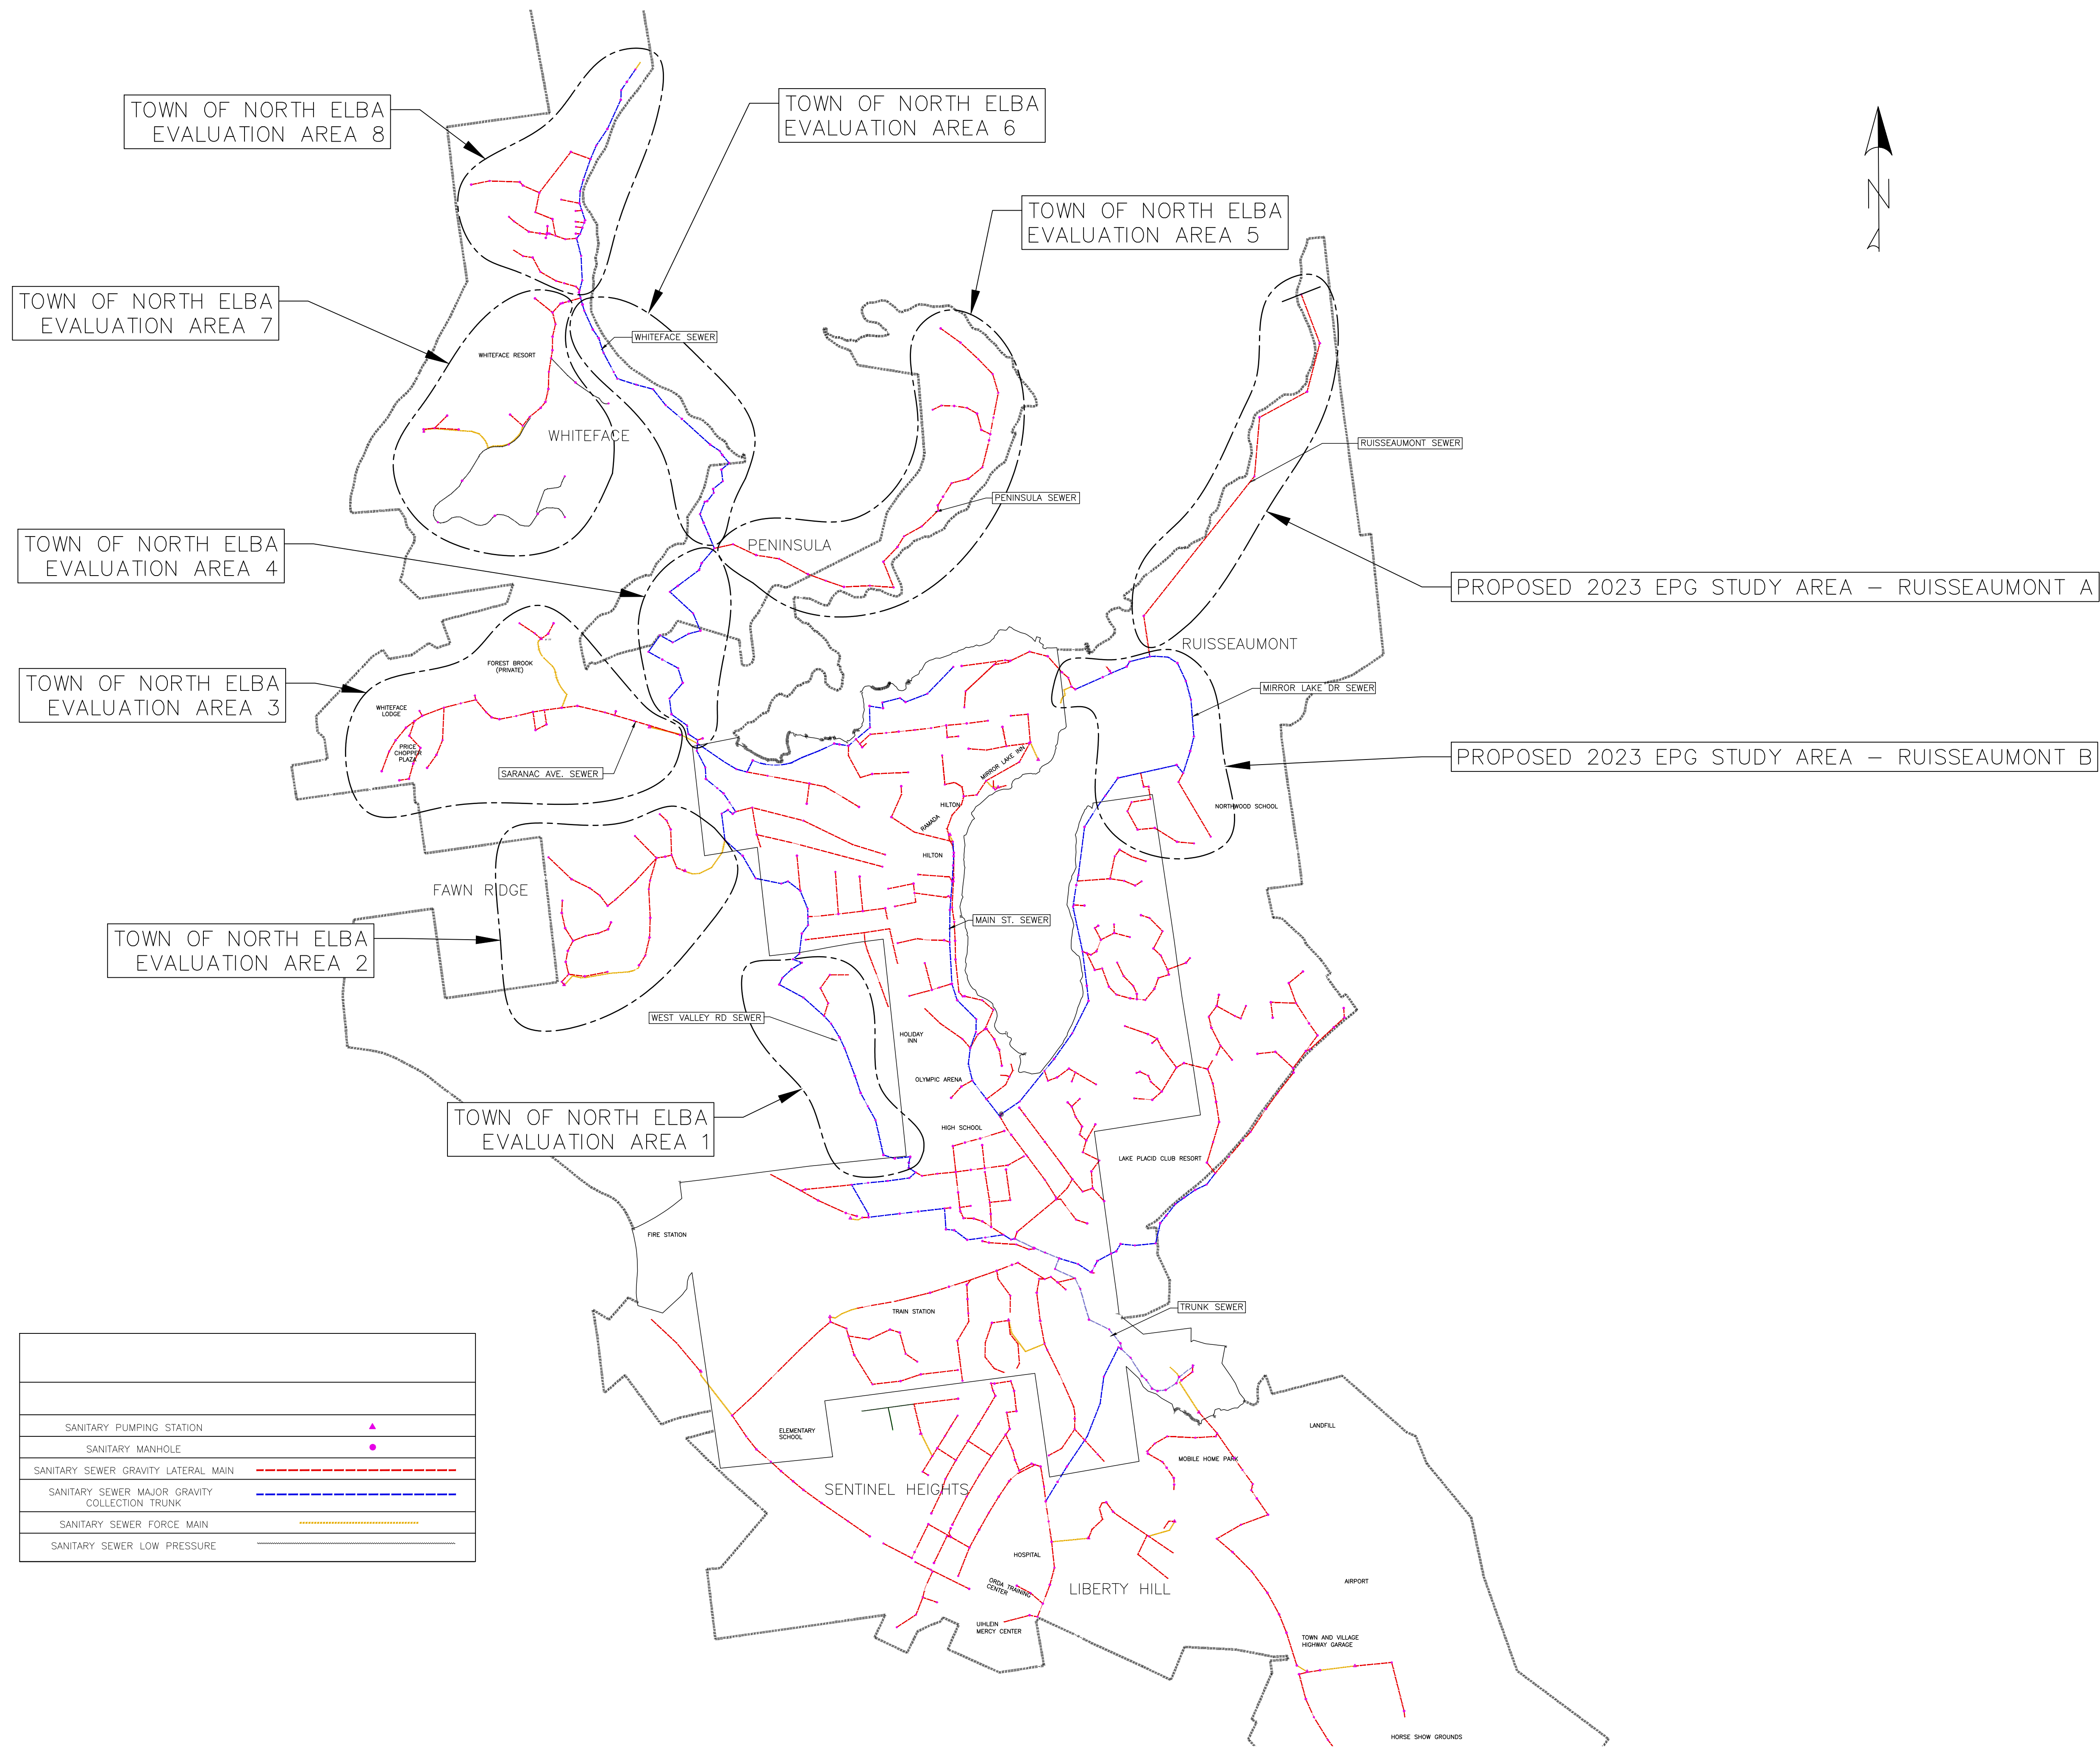 TOWN OF NORTH ELBA
EVALUATION AREA 8
TOWN OF NORTH ELBA
EVALUATION AREA 6
TOWN OF NORTH ELBA
EVALUATION AREA 5
N
TOWN OF NORTH ELBA
EVALUATION AREA 7
WHITEFACE SEWER
WHITEFACE RESORT
WHITEFACE
RUISSEAUMONT SEWER
PENINSULA SEWER
TOWN OF NORTH ELBA
EVALUATION AREA 4
PENINSULA
PROPOSED 2023 EPG STUDY AREA – RUISSEAUMONT A
RUISSEAUMONT
TOWN OF NORTH ELBA
EVALUATION AREA 3
FOREST BROOK
(PRIVATE)
WHITEFACE
LODGE
PRICE
CHOPPER
PLAZA
SARANAC AVE. SEWER
MIRROR LAKE DR SEWER
PROPOSED 2023 EPG STUDY AREA – RUISSEAUMONT B
MIRROR LAKE INN
HILTON
RAMADA
HILTON
NORTHWOOD SCHOOL
FAWN RIDGE
MAIN ST. SEWER
TOWN OF NORTH ELBA
EVALUATION AREA 2
WEST VALLEY RD SEWER
HOLIDAY
INN
OLYMPIC ARENA
TOWN OF NORTH ELBA
EVALUATION AREA 1
HIGH SCHOOL
LAKE PLACID CLUB RESORT
FIRE STATION
TRAIN STATION
TRUNK SEWER
ELEMENTARY
SCHOOL
LANDFILL
MOBILE HOME PARK
SENTINEL HEIGHTS
HOSPITAL
ORDA TRAINING
CENTER
LIBERTY HILL
AIRPORT
UIHLEIN
MERCY CENTER
TOWN AND VILLAGE
HIGHWAY GARAGE
HORSE SHOW GROUNDS
SANITARY PUMPING STATION
SANITARY MANHOLE
SANITARY SEWER GRAVITY LATERAL MAIN
SANITARY SEWER MAJOR GRAVITY
COLLECTION TRUNK
SANITARY SEWER FORCE MAIN
SANITARY SEWER LOW PRESSURE